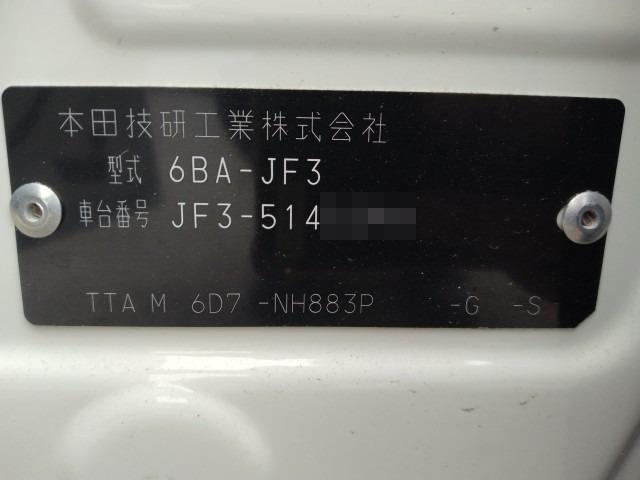 本田技研工業株式会社
型式 6BA-JF3
車台番号 JF3-514
TTA M 6D7 -NH883P -G -S